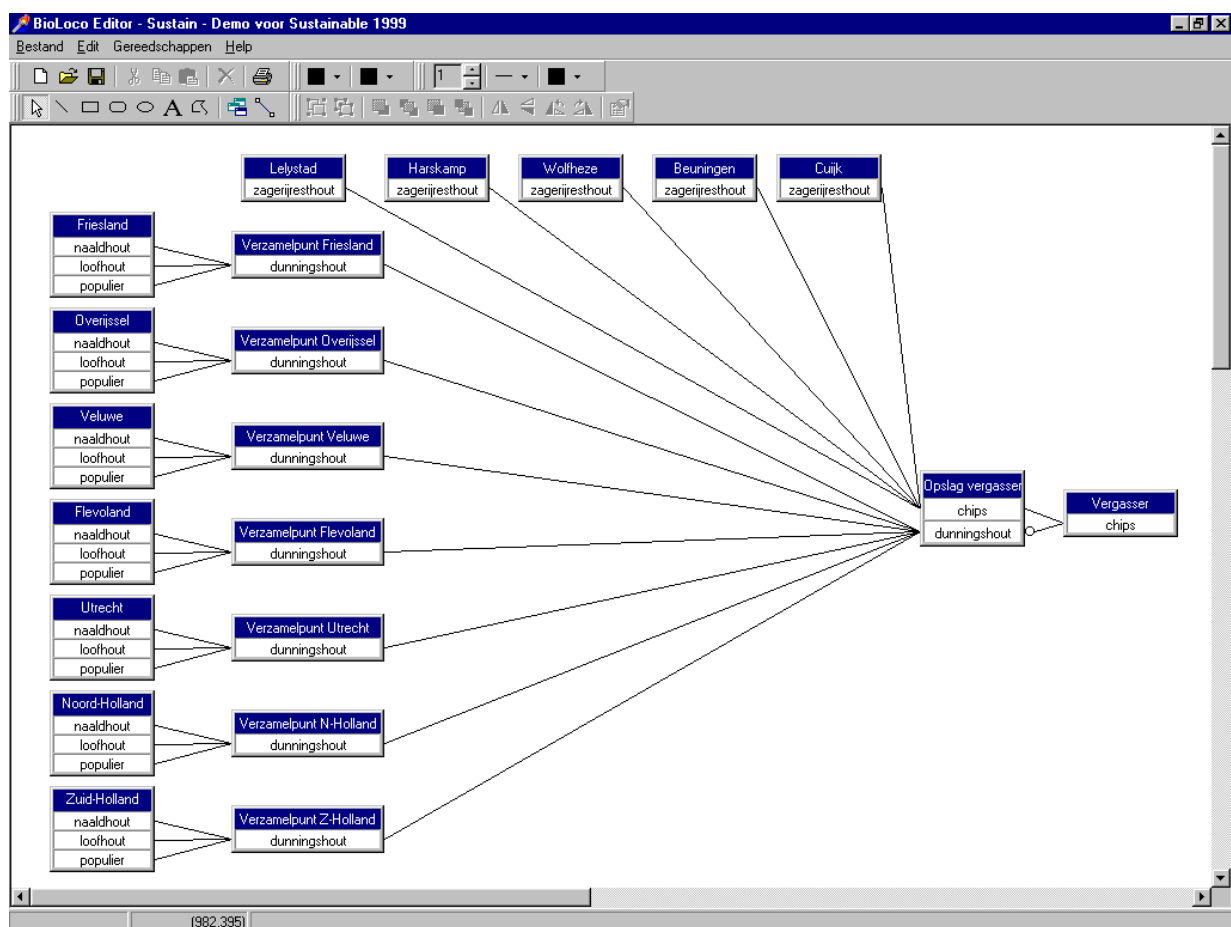 BioLoco Editor - Sustain - Demo voor Sustainable 1999
Bestand Edit Gereedschappen Help
1
A
Lelystad
zagerijresthout
Harskamp
zagerijresthout
Wolfheze
zagerijresthout
Beuningen
zagerijresthout
Cuijk
zagerijresthout
Friesland
naaldhout
loofhout
populier
Verzamelpunt Friesland
dunningshout
Overijssel
naaldhout
loofhout
populier
Verzamelpunt Overijssel
dunningshout
Veluwe
naaldhout
loofhout
populier
Verzamelpunt Veluwe
dunningshout
Opslag vergasser
chips
dunningshout
Vergasser
chips
Flevoland
naaldhout
loofhout
populier
Verzamelpunt Flevoland
dunningshout
Utrecht
naaldhout
loofhout
populier
Verzamelpunt Utrecht
dunningshout
Noord-Holland
naaldhout
loofhout
populier
Verzamelpunt N-Holland
dunningshout
Zuid-Holland
naaldhout
loofhout
populier
Verzamelpunt Z-Holland
dunningshout
(982,395)